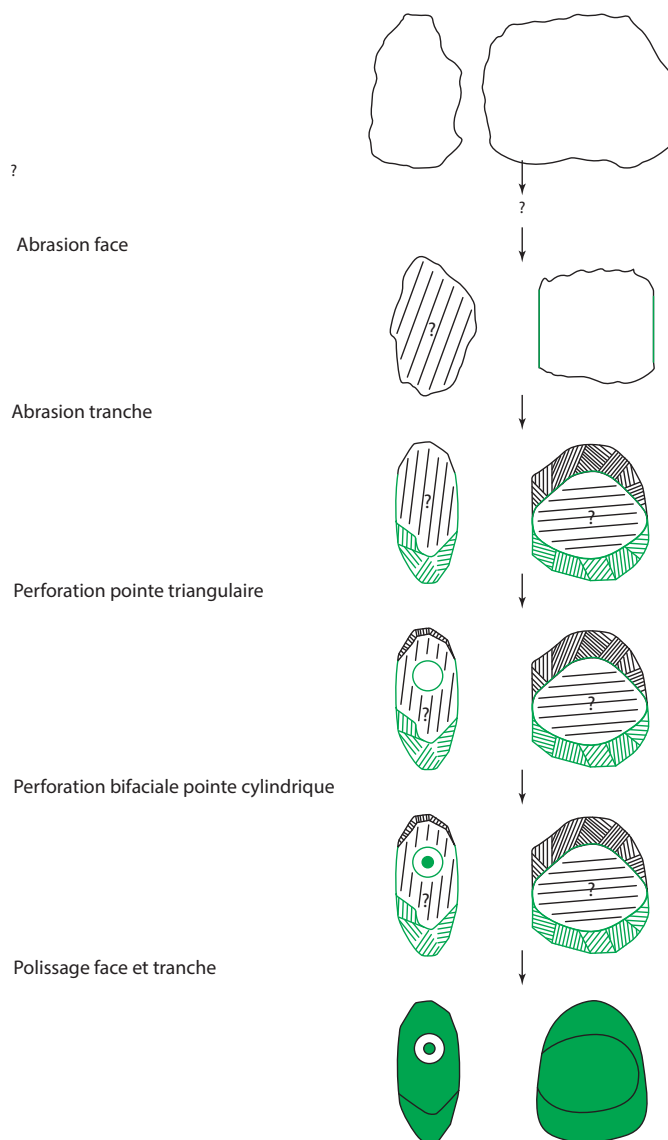 ?
?
Abrasion face
?
Abrasion tranche
?
?
Perforation pointe triangulaire
?
?
Perforation bifaciale pointe cylindrique
?
?
Polissage face et tranche